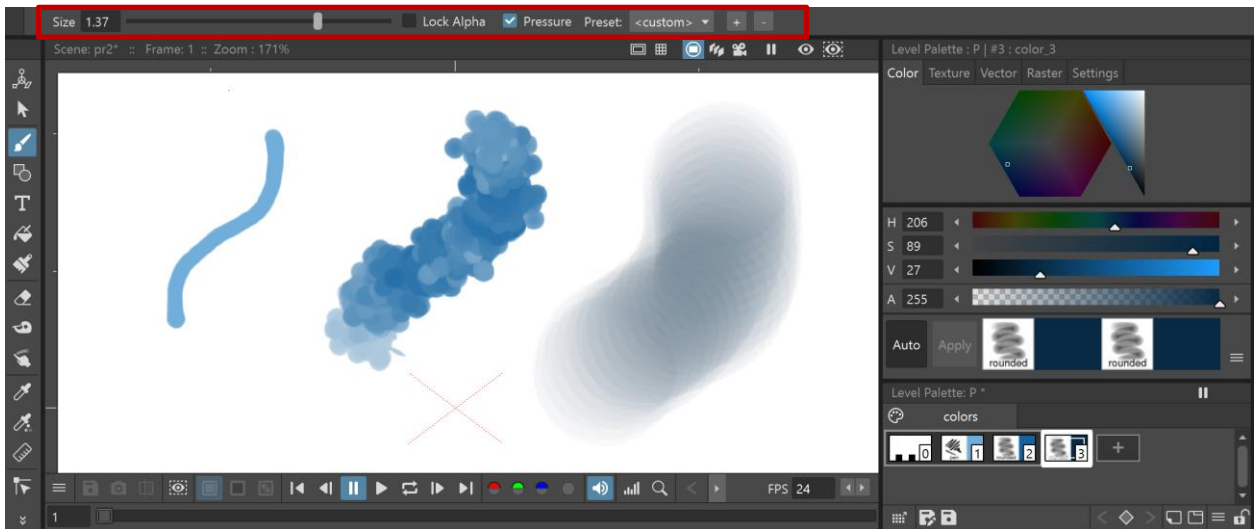 Size 1.37 Lock Alpha Pressure Preset: <custom> + -
Scene: pr2* :: Frame: 1 :: Zoom : 171%
Level Palette : P | #3 : color_3
Color Texture Vector Raster Settings
H 206
S 89
V 27
A 255
Auto Apply rounded rounded
Level Palette: P *
colors
0 1 rounded 2 3 +
FPS 24
1
T